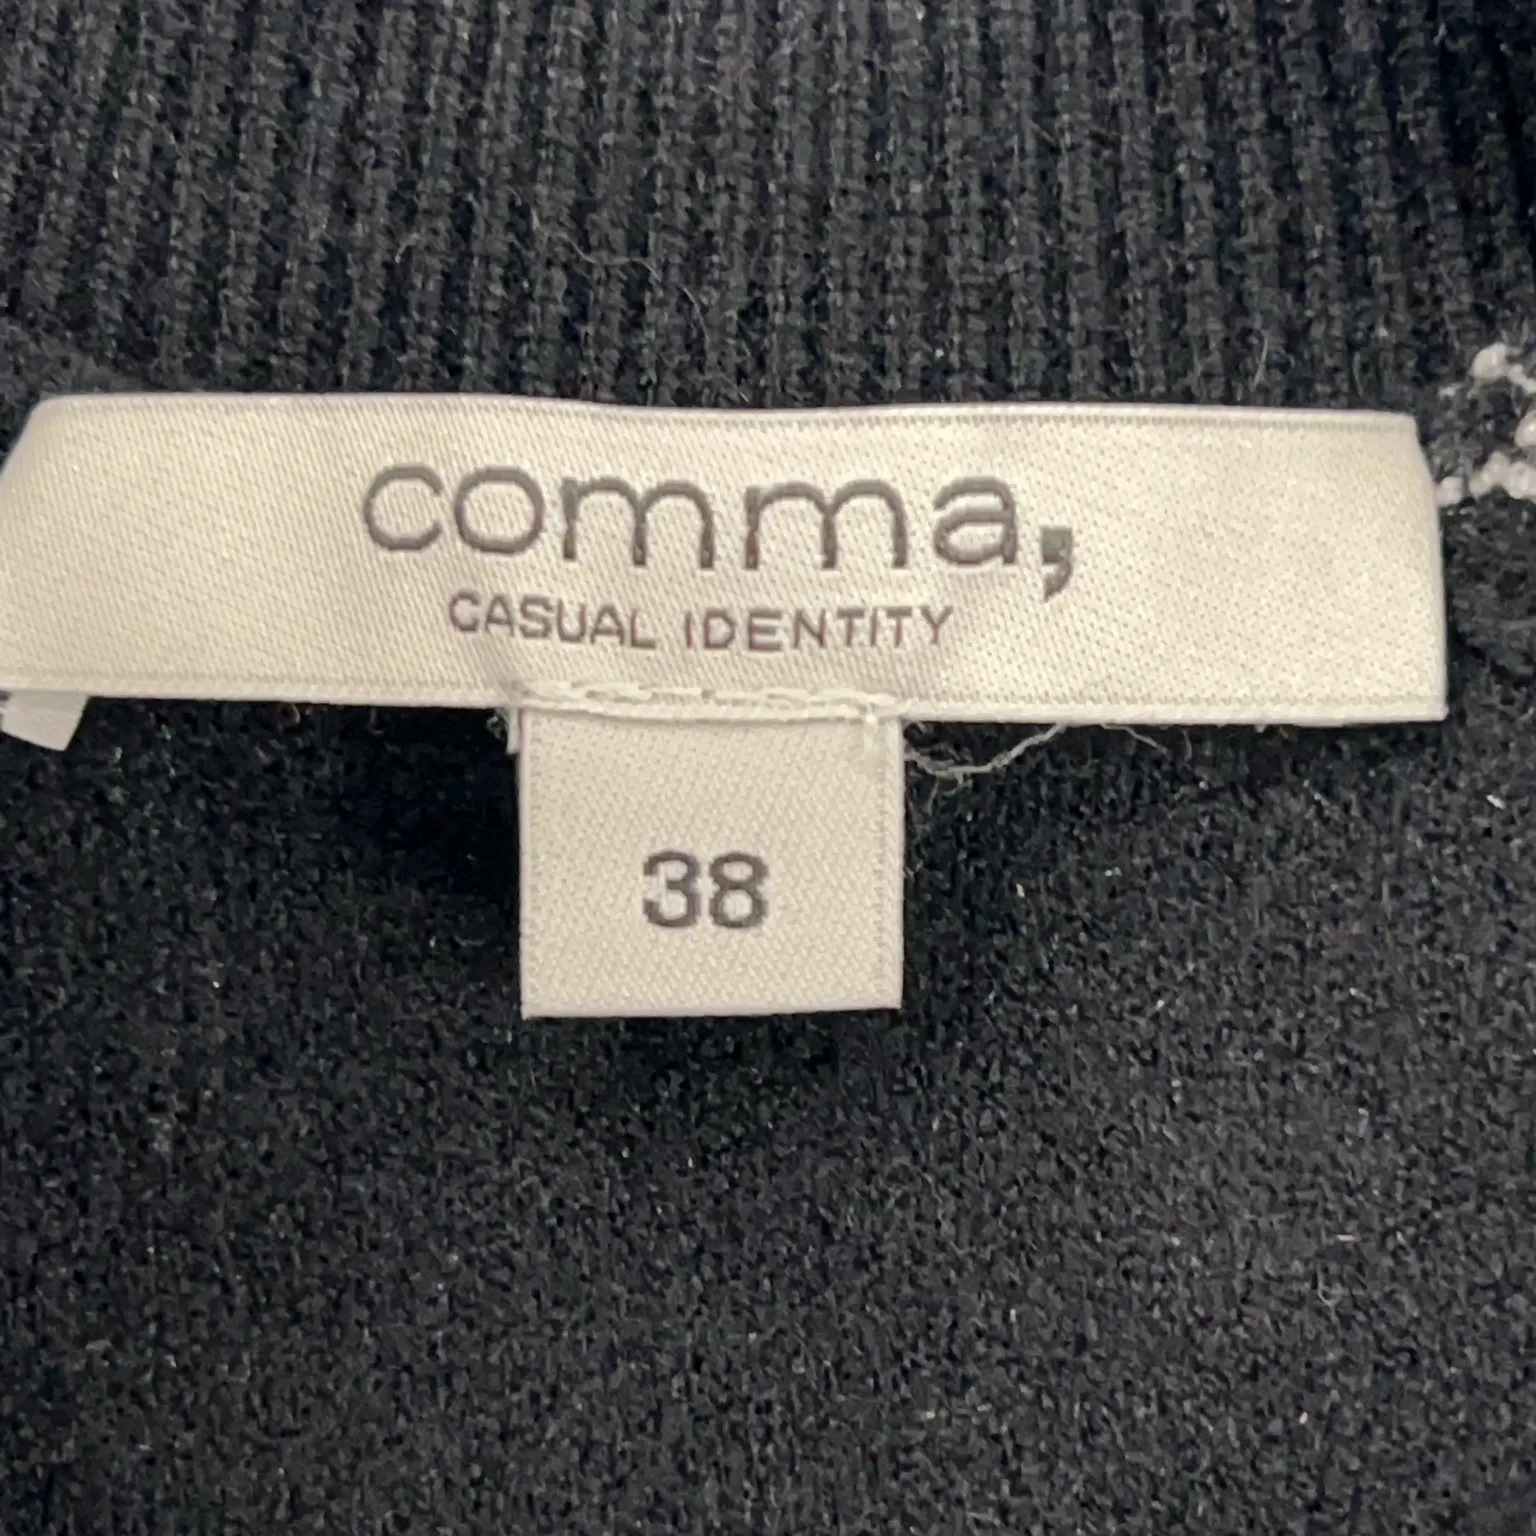 comma,
CASUAL IDENTITY
38